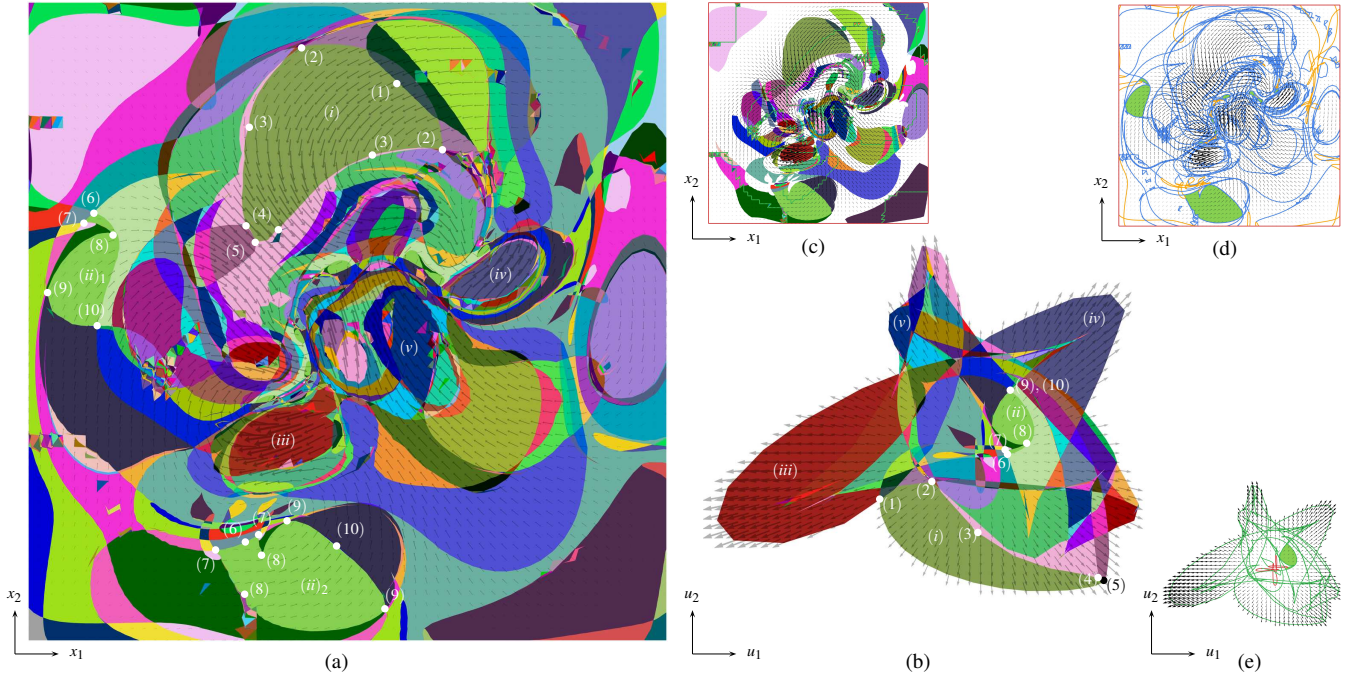 (2)
(1)
(i)
(3)
(3)
(2)
(6)
(7)
(4)
(8)
(5)
(ii)1
(iv)
(9)
(10)
(v)
(iii)
(9)
(7)
(6)
(10)
(7)
(8)
(8)
(ii)2
(9)
x2
x1
(a)
(v)
(iv)
(9), (10)
(ii)
(8)
(7)
(6)
(iii)
(2)
(1)
(i)
(3)
(4)
(5)
u2
u1
(b)
x2
x1
(c)
x2
x1
(d)
u2
u1
(e)